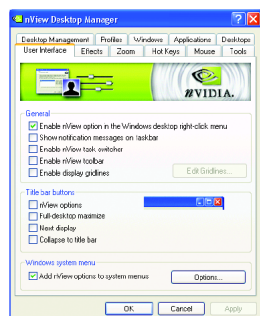 nView Desktop Manager
Desktop Management Profiles Windows Applications Desktops
User Interface Effects Zoom Hot Keys Mouse Tools
nVIDIA.
General
Enable nView option in the Windows desktop right-click menu
Show notification messages on taskbar
Enable nView task switcher
Enable nView toolbar
Enable display gridlines
Edit Gridlines...
Title bar buttons
nView options
Full-desktop maximize
Next display
Collapse to title bar
Windows system menu
Add nView options to system menus
Options...
OK Cancel Apply